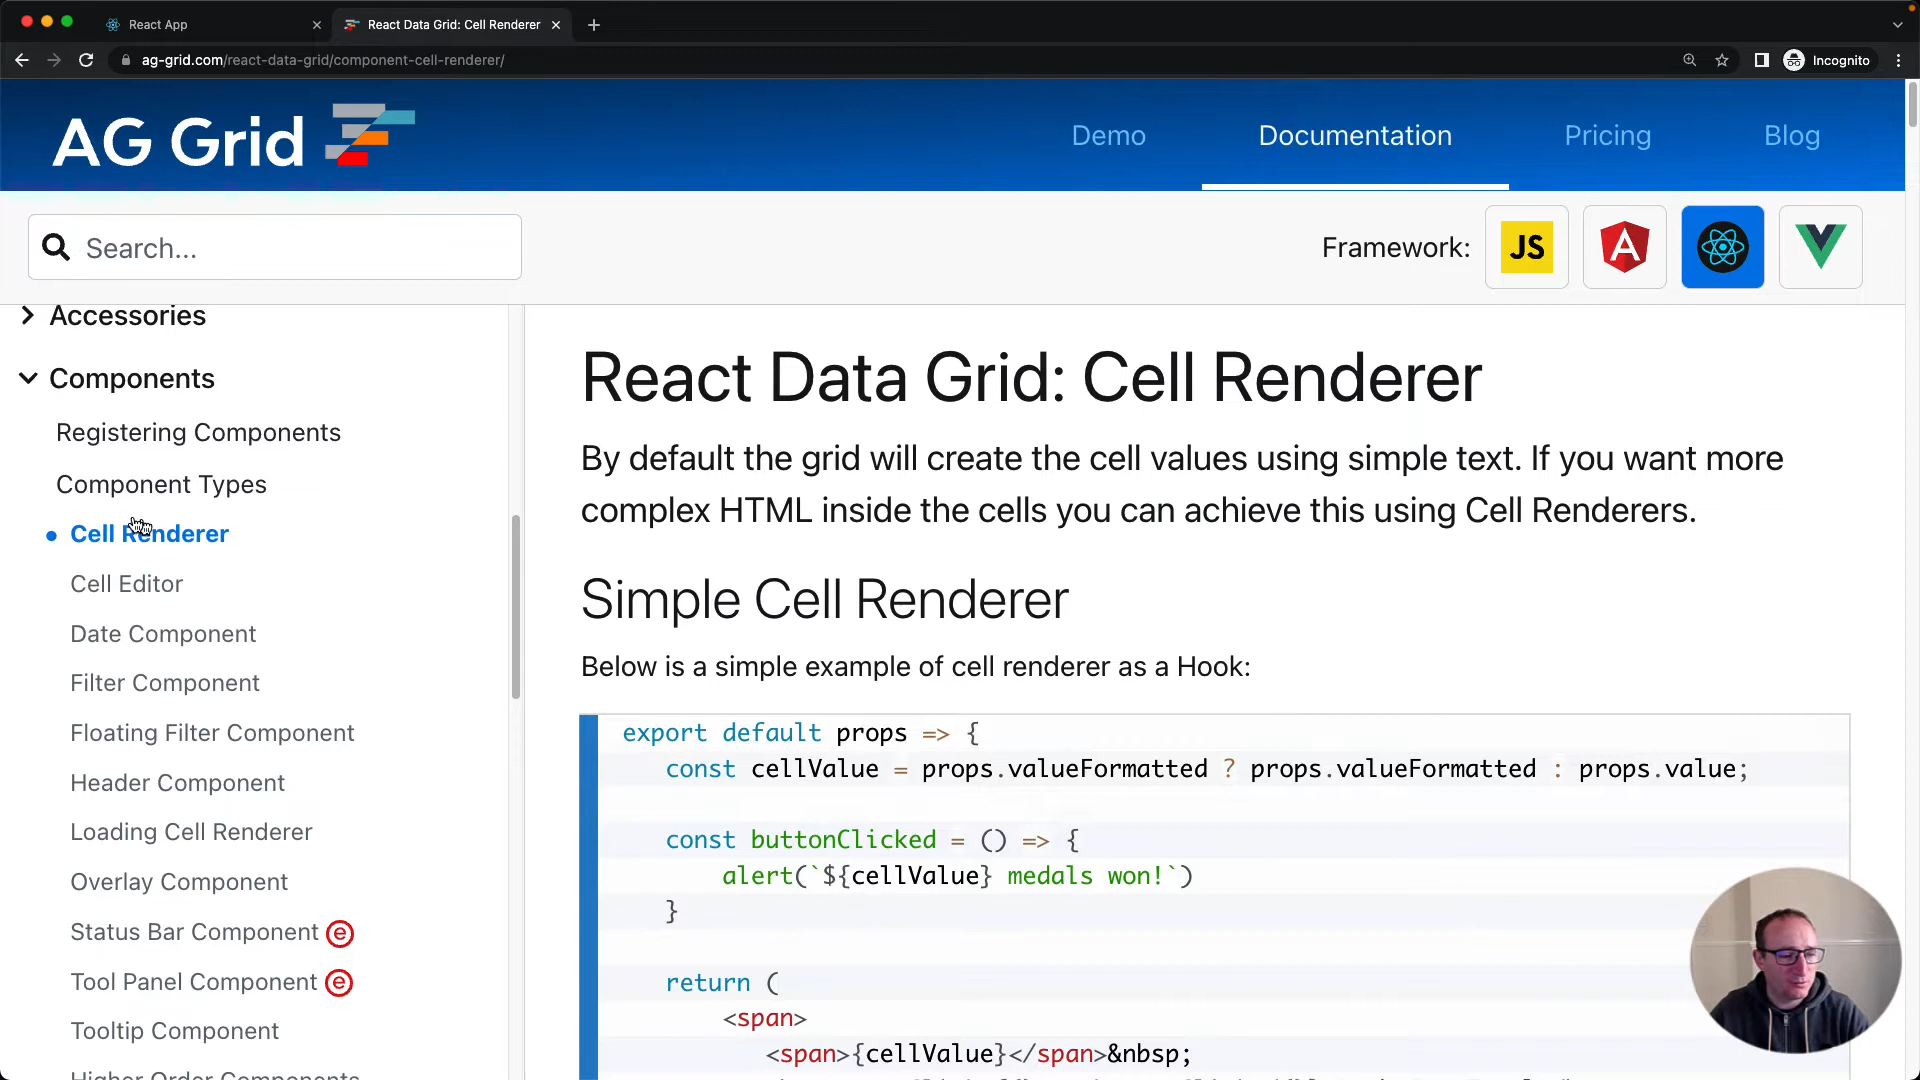 React App
React Data Grid: Cell Renderer
ag-grid.com/react-data-grid/component-cell-renderer/
Incognito
AG Grid
Demo
Documentation
Pricing
Blog
Search...
Framework:
JS
Accessories
Components
Registering Components
Component Types
Cell Renderer
Cell Editor
Date Component
Filter Component
Floating Filter Component
Header Component
Loading Cell Renderer
Overlay Component
Status Bar Component e
Tool Panel Component e
Tooltip Component
Higher Order Components
React Data Grid: Cell Renderer
By default the grid will create the cell values using simple text. If you want more
complex HTML inside the cells you can achieve this using Cell Renderers.
Simple Cell Renderer
Below is a simple example of cell renderer as a Hook:
export default props => {
const cellValue = props.valueFormatted ? props.valueFormatted : props.value;
const buttonClicked = () => {
alert(`${cellValue} medals won!`)
}
return (
<span>
<span>{cellValue}</span>&nbsp;